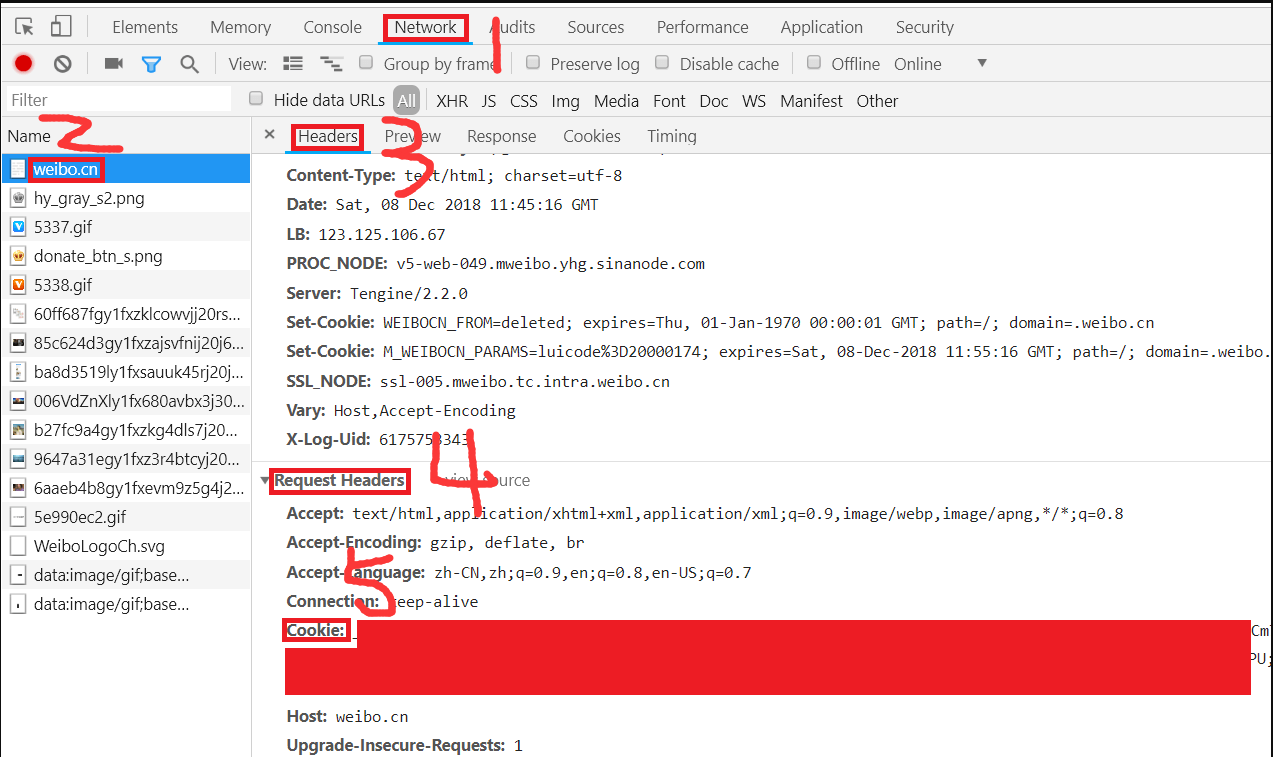 Elements Memory Console Network Audits Sources Performance Application Security
1
View: Group by frame Preserve log Disable cache Offline Online
Filter Hide data URLs All XHR JS CSS Img Media Font Doc WS Manifest Other
Name
2
weibo.cn
hy_gray_s2.png
5337.gif
donate_btn_s.png
5338.gif
60ff687fgy1fxzklcowvjj20rs...
85c624d3gy1fxzajsvfnij20j6...
ba8d3519ly1fxsauuk45rj20j...
006VdZnXly1fx680avbx3j30...
b27fc9a4gy1fxzkg4dls7j20...
9647a31egy1fxz3r4btcyj20...
6aaeb4b8gy1fxevm9z5g4j2...
5e990ec2.gif
WeiboLogoCh.svg
data:image/gif;base...
data:image/gif;base...
Headers Preview Response Cookies Timing
3
Content-Type: text/html; charset=utf-8
Date: Sat, 08 Dec 2018 11:45:16 GMT
LB: 123.125.106.67
PROC_NODE: v5-web-049.mweibo.yhg.sinanode.com
Server: Tengine/2.2.0
Set-Cookie: WEIBOCN_FROM=deleted; expires=Thu, 01-Jan-1970 00:00:01 GMT; path=/; domain=.weibo.cn
Set-Cookie: M_WEIBOCN_PARAMS=luicode%3D20000174; expires=Sat, 08-Dec-2018 11:55:16 GMT; path=/; domain=.weibo.
SSL_NODE: ssl-005.mweibo.tc.intra.weibo.cn
Vary: Host,Accept-Encoding
X-Log-Uid: 6175753343
4
Request Headers view source
Accept: text/html,application/xhtml+xml,application/xml;q=0.9,image/webp,image/apng,*/*;q=0.8
Accept-Encoding: gzip, deflate, br
5
Accept-Language: zh-CN,zh;q=0.9,en;q=0.8,en-US;q=0.7
Connection: keep-alive
Cookie: _
PU;
Host: weibo.cn
Upgrade-Insecure-Requests: 1